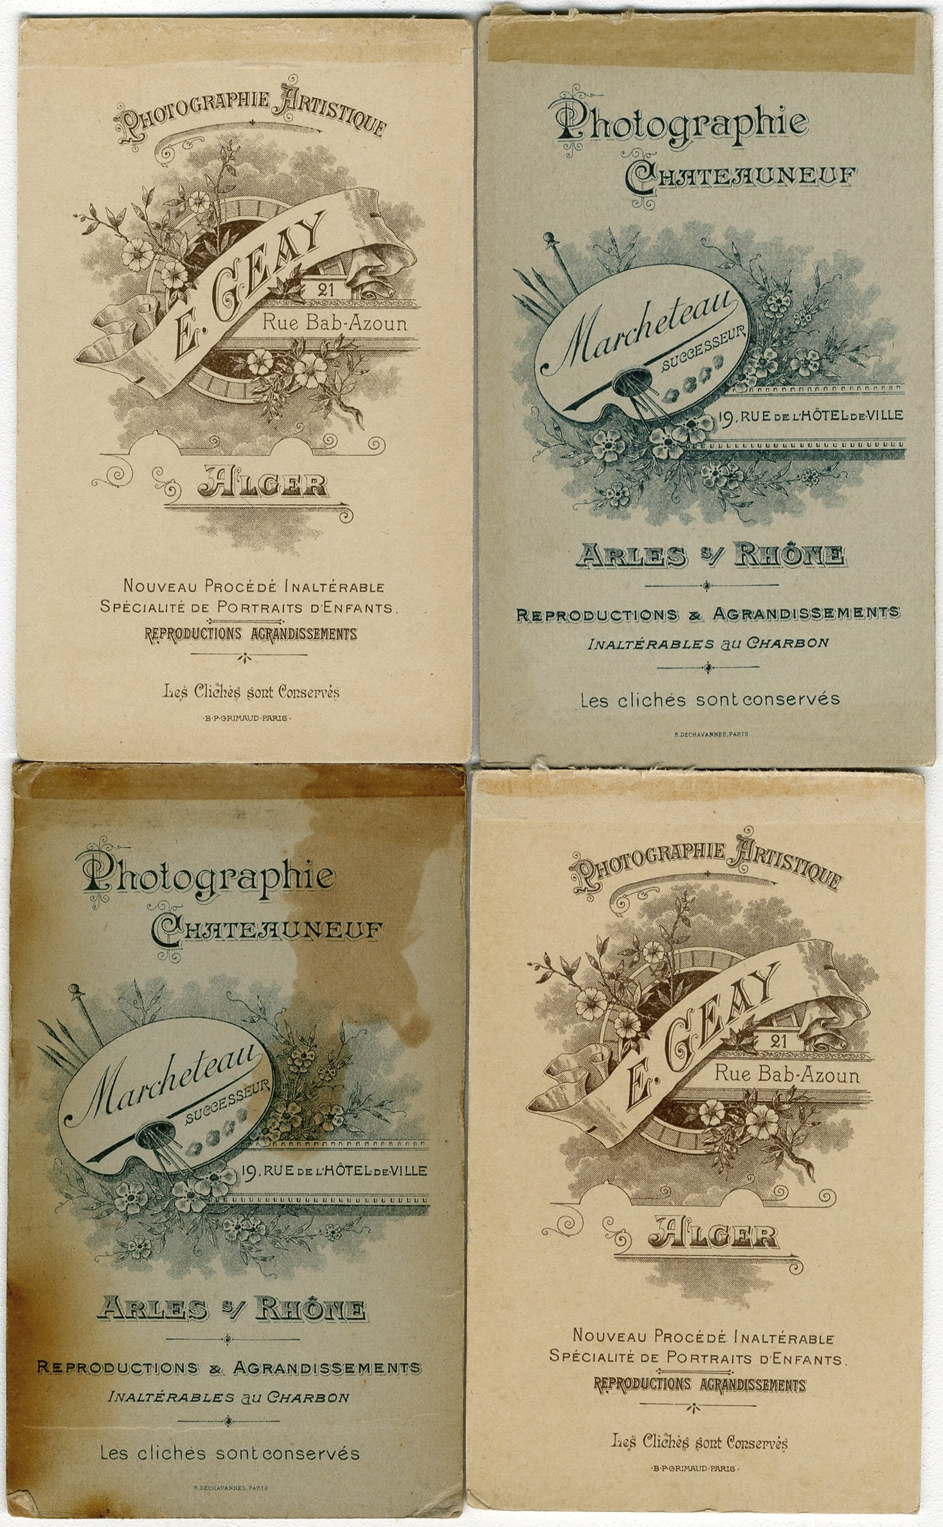 Photographie Artistique
E. GEAY
21
Rue Bab-Azoun
ALGER
Nouveau Procédé Inaltérable
Spécialité de Portraits d'Enfants.
REPRODUCTIONS AGRANDISSEMENTS
Les Clichés sont Conservés
·B·P·GRIMAUD·PARIS·
Photographie
CHATEAUNEUF
Marcheteau
SUCCESSEUR
19. RUE DE L'HÔTEL-DE-VILLE
ARLES S/ RHÔNE
REPRODUCTIONS & AGRANDISSEMENTS
INALTÉRABLES au CHARBON
Les clichés sont conservés
R.DECHAVANNES, PARIS
Photographie
CHATEAUNEUF
Marcheteau
SUCCESSEUR
19. RUE DE L'HÔTEL-DE-VILLE
ARLES S/ RHÔNE
REPRODUCTIONS & AGRANDISSEMENTS
INALTÉRABLES au CHARBON
Les clichés sont conservés
R.DECHAVANNES, PARIS
Photographie Artistique
E. GEAY
21
Rue Bab-Azoun
ALGER
Nouveau Procédé Inaltérable
Spécialité de Portraits d'Enfants.
REPRODUCTIONS AGRANDISSEMENTS
Les Clichés sont Conservés
·B·P·GRIMAUD·PARIS·